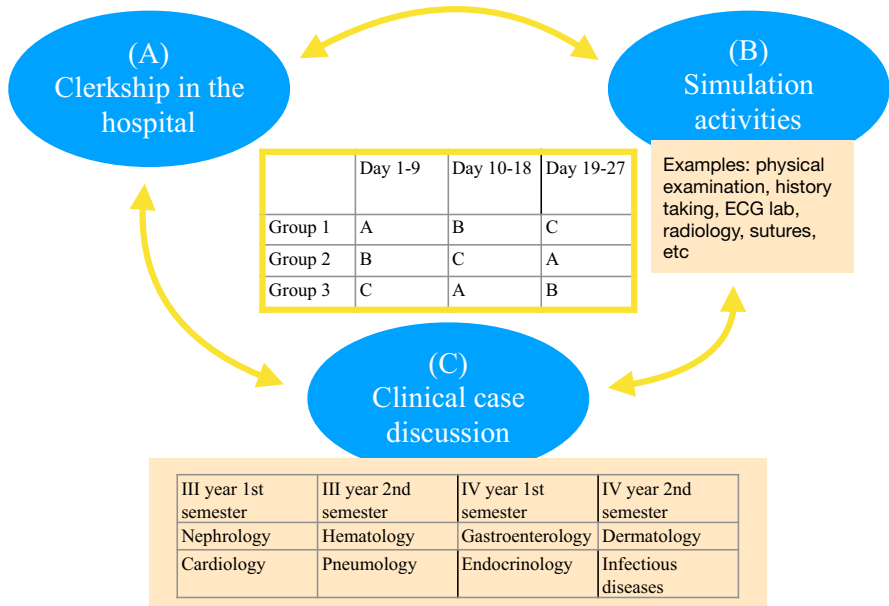 (A)
Clerkship in the
hospital
(B)
Simulation
activities
Examples: physical
examination, history
taking, ECG lab,
radiology, sutures,
etc
Day 1-9 Day 10-18 Day 19-27
Group 1 A B C
Group 2 B C A
Group 3 C A B
(C)
Clinical case
discussion
III year 1st
semester
III year 2nd
semester
IV year 1st
semester
IV year 2nd
semester
Nephrology Hematology Gastroenterology Dermatology
Cardiology Pneumology Endocrinology Infectious
diseases